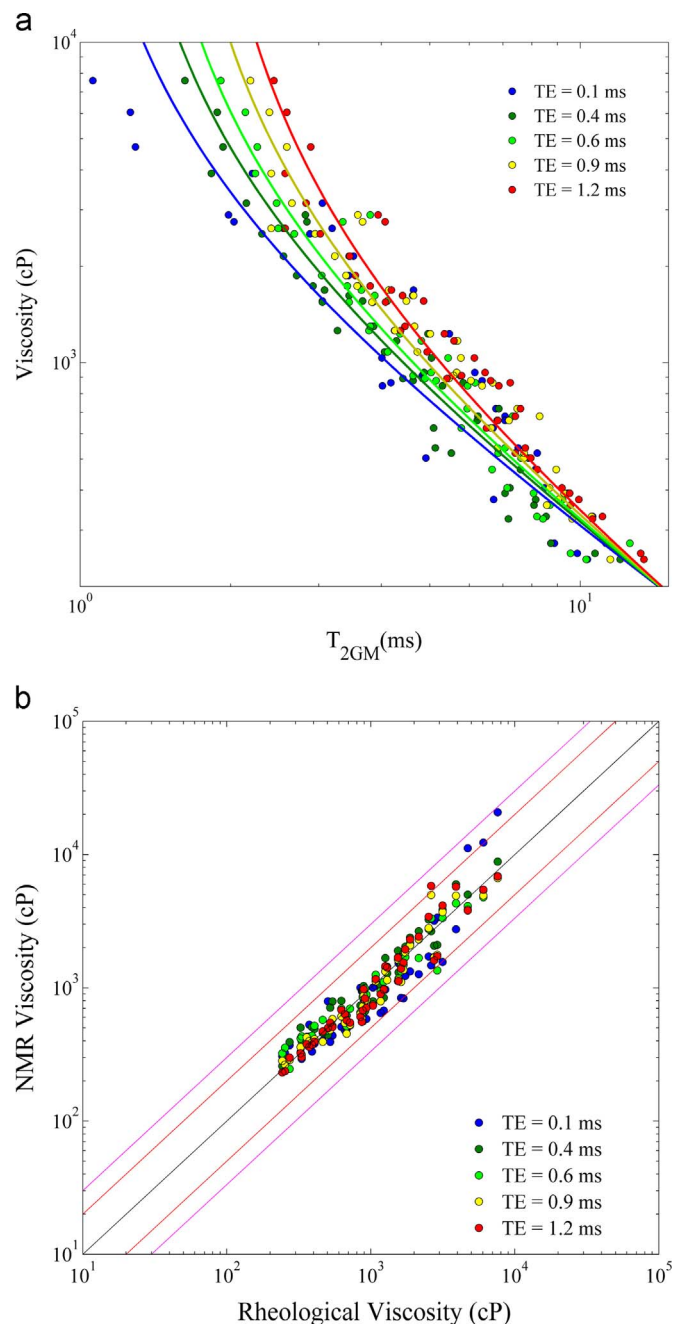 a
10^4
TE = 0.1 ms
TE = 0.4 ms
TE = 0.6 ms
TE = 0.9 ms
TE = 1.2 ms
Viscosity (cP)
10^3
10^0
10^1
T_2GM(ms)
b
10^5
10^4
10^3
10^2
10^1
NMR Viscosity (cP)
TE = 0.1 ms
TE = 0.4 ms
TE = 0.6 ms
TE = 0.9 ms
TE = 1.2 ms
10^1
10^2
10^3
10^4
10^5
Rheological Viscosity (cP)